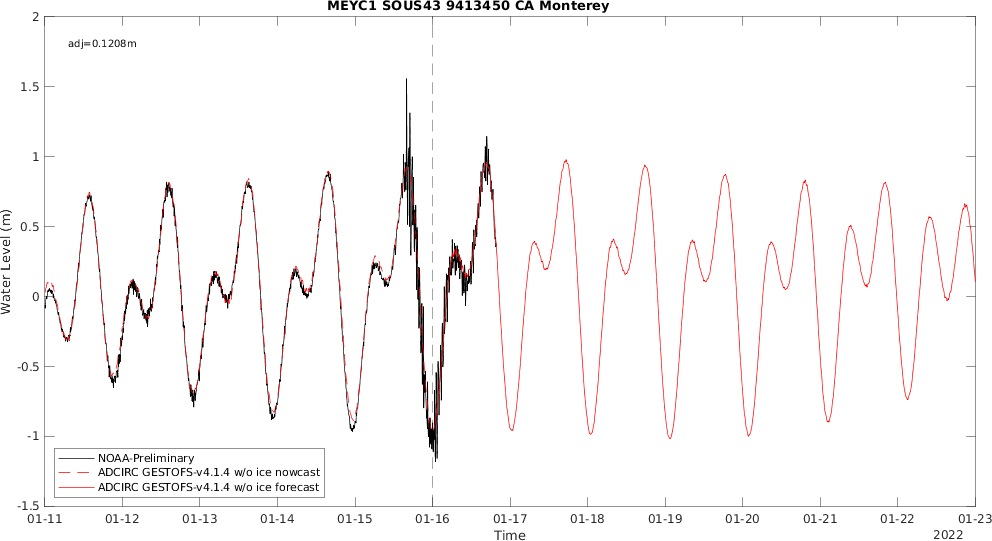 MEYC1 SOUS43 9413450 CA Monterey
adj=0.1208m
2
1.5
1
0.5
0
-0.5
-1
-1.5
Water Level (m)
NOAA-Preliminary
ADCIRC GESTOFS-v4.1.4 w/o ice nowcast
ADCIRC GESTOFS-v4.1.4 w/o ice forecast
01-11 01-12 01-13 01-14 01-15 01-16 01-17 01-18 01-19 01-20 01-21 01-22 01-23
Time
2022